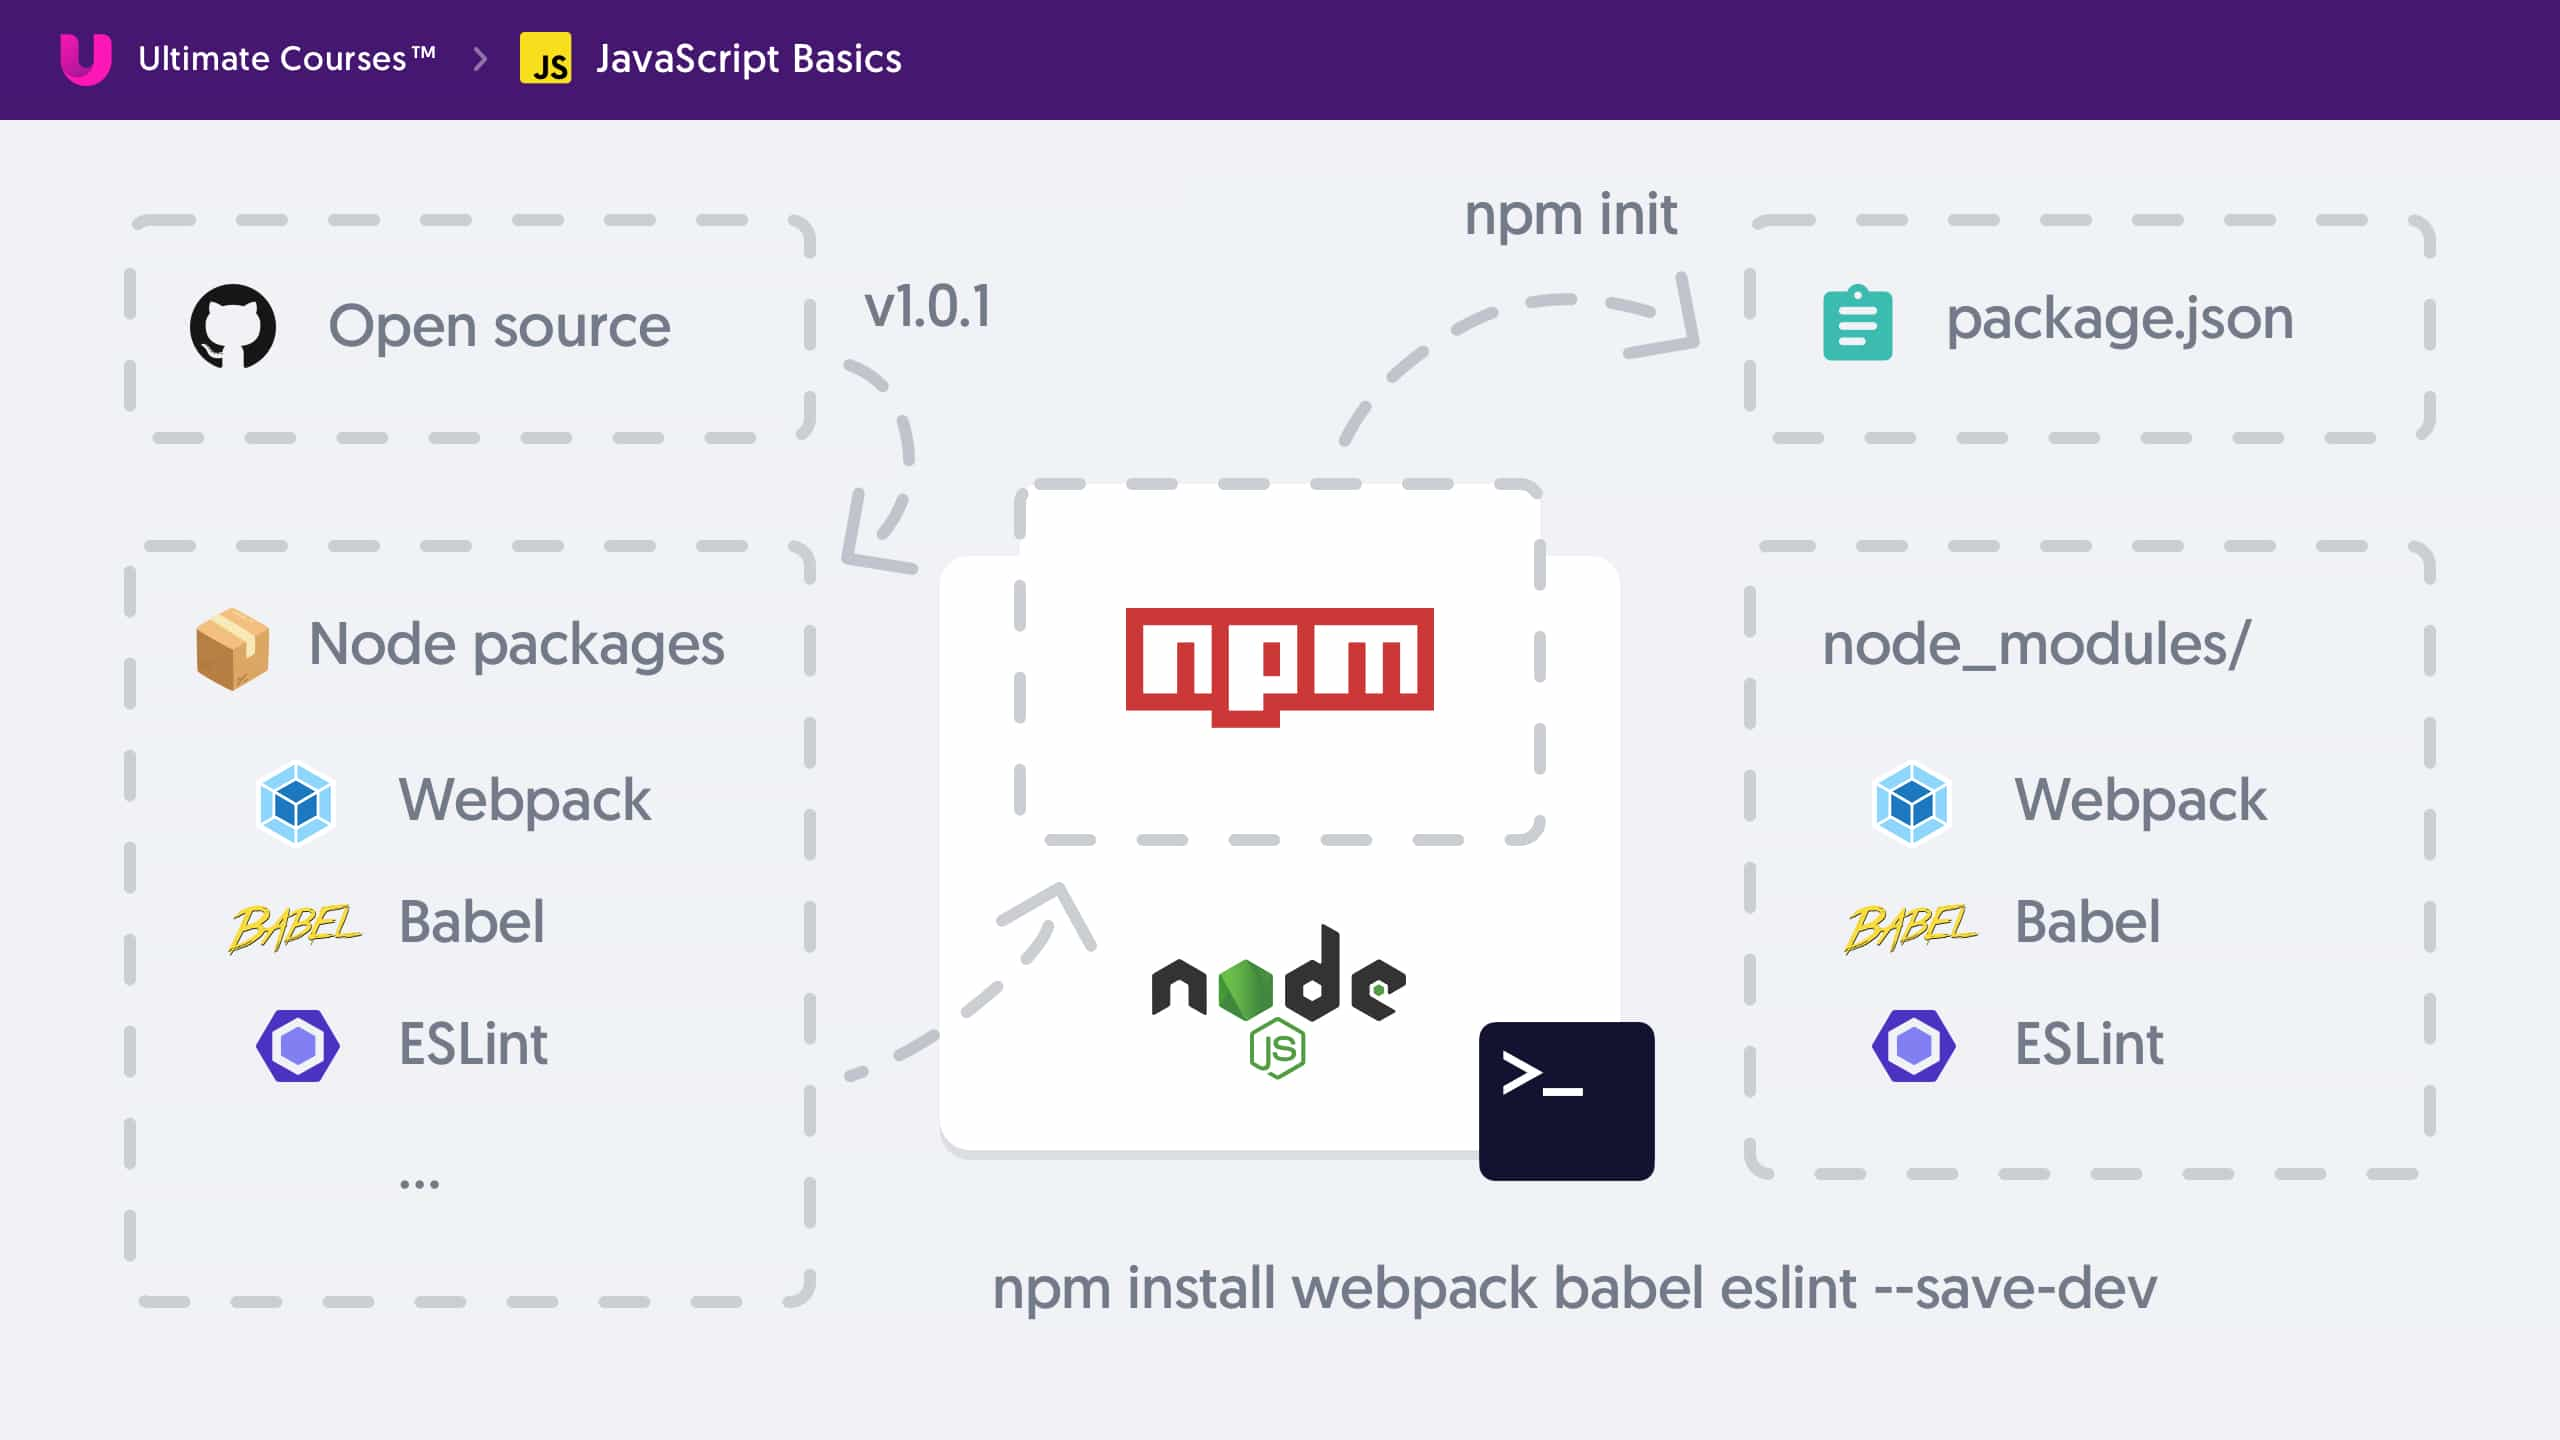 Ultimate Courses™ > JS JavaScript Basics
npm init
Open source
v1.0.1
package.json
Node packages
Webpack
BABEL Babel
ESLint
...
npm
node
JS
>_
node_modules/
Webpack
BABEL Babel
ESLint
npm install webpack babel eslint --save-dev